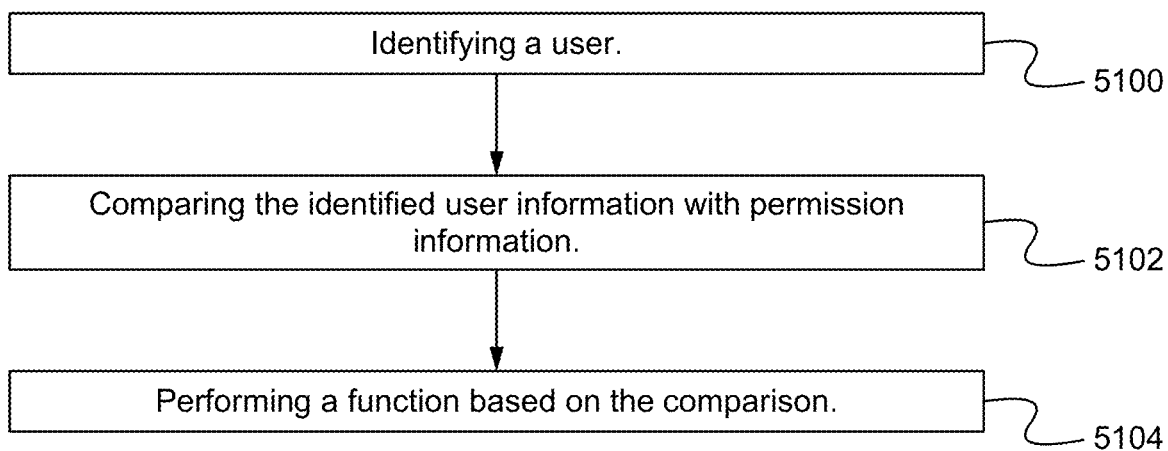 Identifying a user.
5100
Comparing the identified user information with permission
information.
5102
Performing a function based on the comparison.
5104